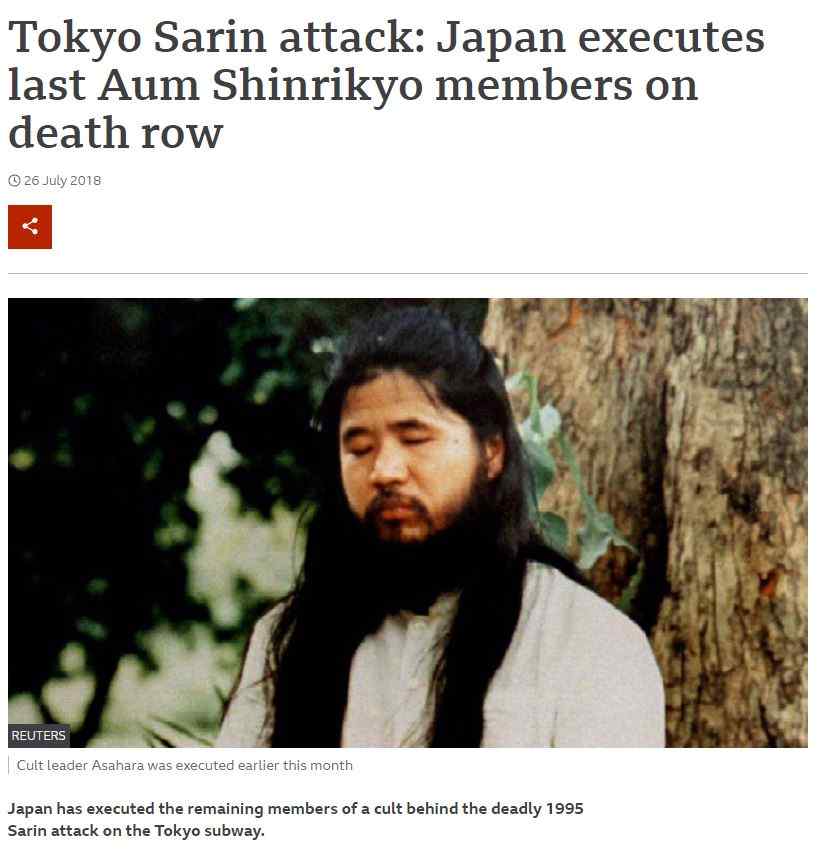 Tokyo Sarin attack: Japan executes
last Aum Shinrikyo members on
death row
26 July 2018
REUTERS
Cult leader Asahara was executed earlier this month
Japan has executed the remaining members of a cult behind the deadly 1995
Sarin attack on the Tokyo subway.